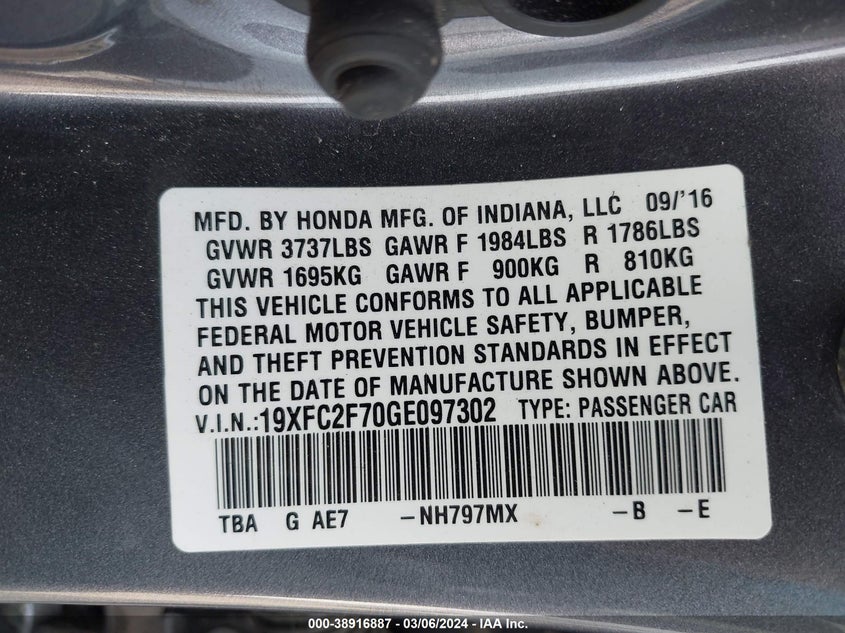 MFD. BY HONDA MFG. OF INDIANA, LLC 09/'16
GVWR 3737LBS GAWR F 1984LBS R 1786LBS
GVWR 1695KG GAWR F 900KG R 810KG
THIS VEHICLE CONFORMS TO ALL APPLICABLE
FEDERAL MOTOR VEHICLE SAFETY, BUMPER,
AND THEFT PREVENTION STANDARDS IN EFFECT
ON THE DATE OF MANUFACTURE SHOWN ABOVE.
V.I.N.:19XFC2F70GE097302 TYPE: PASSENGER CAR
TBA G AE7 -NH797MX -B -E
000-38916887 - 03/06/2024 - IAA Inc.